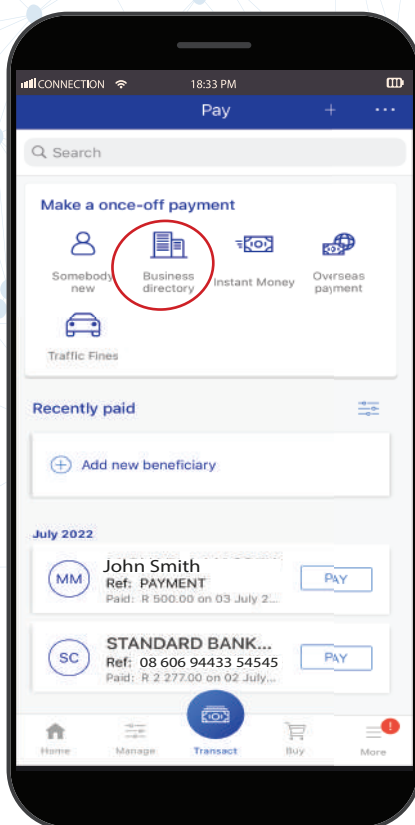 CONNECTION 18:33 PM
Pay
Search
Make a once-off payment
Somebody new
Business directory
Instant Money
Ovırseas payment
Traffic Fines
Recently paid
Add new beneficiary
July 2022
MM
John Smith
Ref: PAYMENT
Paid: R 500.00 on 03 July 2...
PAY
SC
STANDARD BANK...
Ref: 08 606 94433 54545
Paid: R 2 277.00 on 02 July...
PAY
Home
Manage
Transact
Buy
More
!